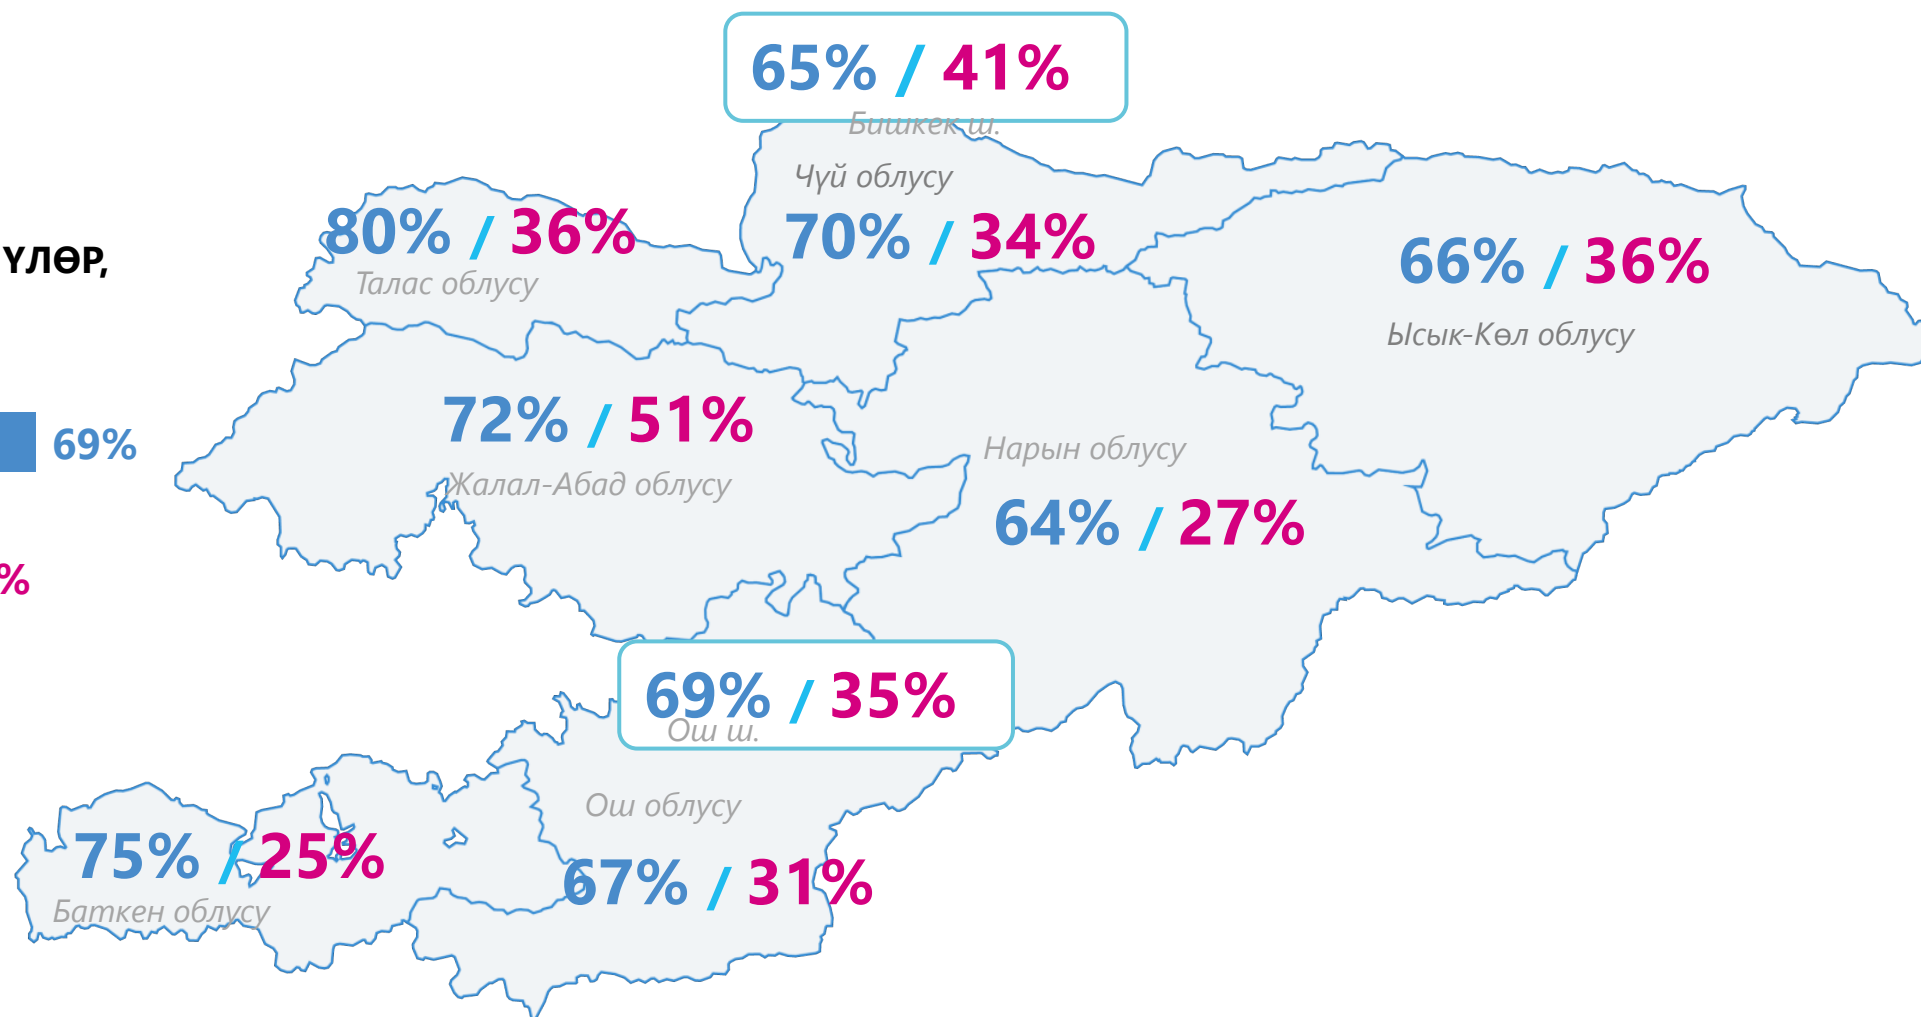 65% / 41%
Бишкек ш.
Чүй облусу
70% / 34%
80% / 36%
Талас облусу
ҮЛӨР,
66% / 36%
Ысык-Көл облусу
72% / 51%
69%
Жалал-Абад облусу
Нарын облусу
64% / 27%
%
69% / 35%
Ош ш.
Ош облусу
67% / 31%
75% / 25%
Баткен облусу